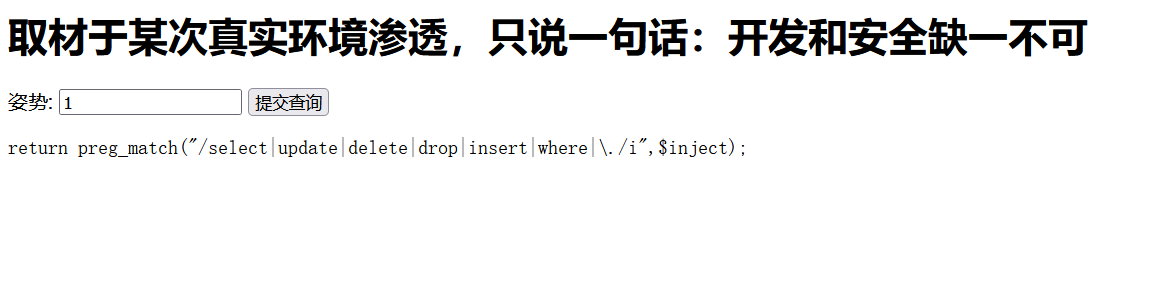 取材于某次真实环境渗透，只说一句话：开发和安全缺一不可
姿势: 1 提交查询
return preg_match("/select|update|delete|drop|insert|where|\./i",$inject);